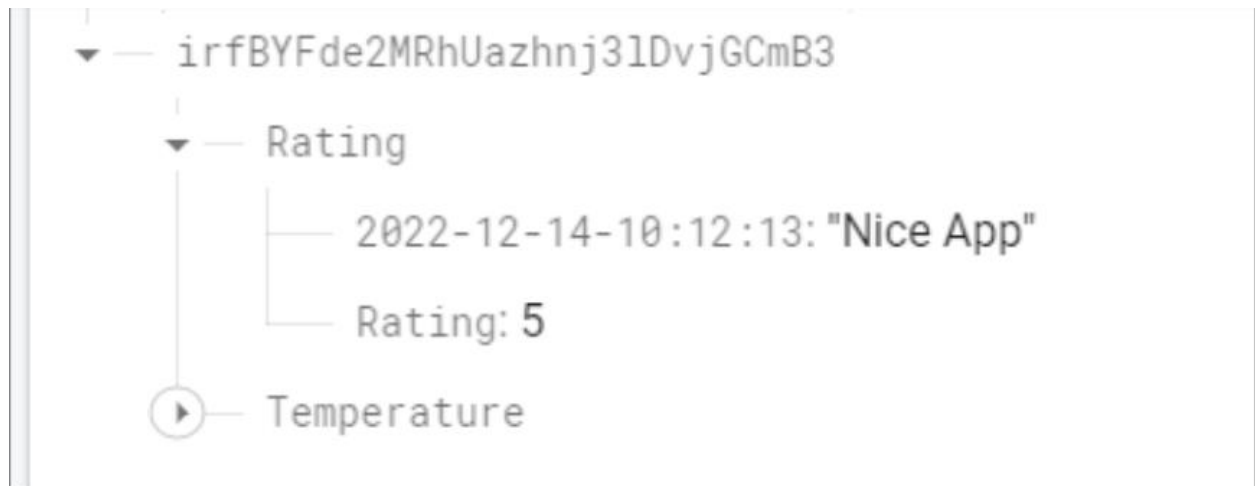 irfBYFde2MRhUazhnj3lDvjGCmB3
Rating
2022-12-14-10:12:13: "Nice App"
Rating: 5
Temperature